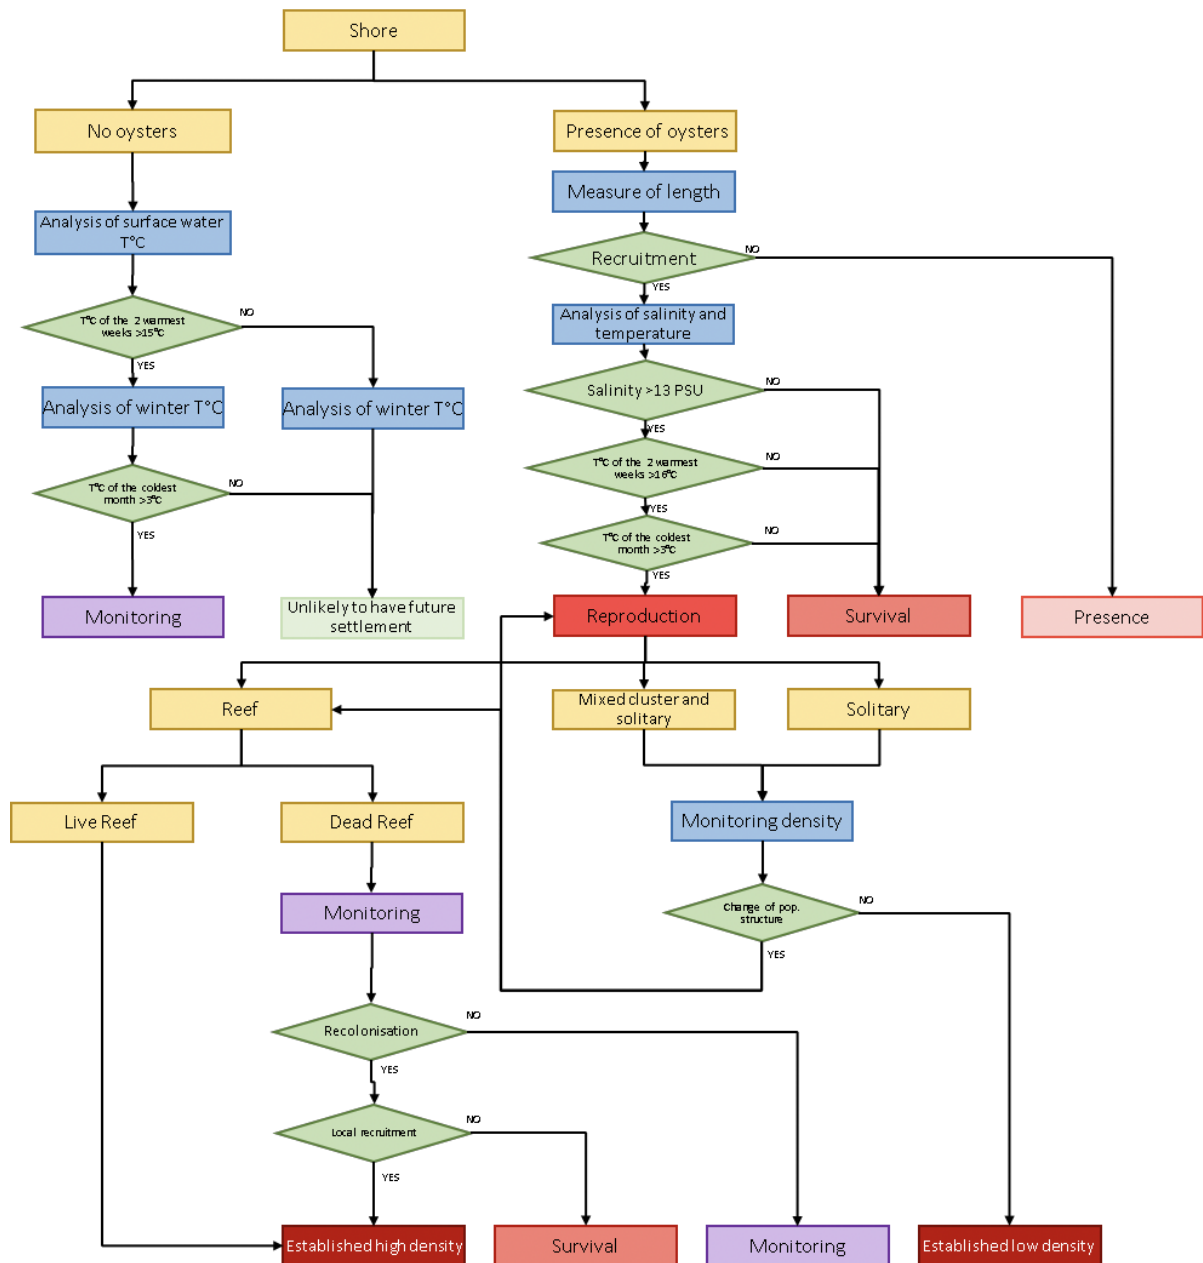 Shore
No oysters
Presence of oysters
Measure of length
Analysis of surface water
T°C
Recruitment
NO
YES
T°C of the 2 warmest
weeks >15°C
NO
YES
Analysis of salinity and
temperature
Analysis of winter T°C
Analysis of winter T°C
Salinity >13 PSU
NO
YES
T°C of the 2 warmest
weeks >16°C
NO
YES
T°C of the coldest
month >3°C
NO
YES
T°C of the coldest
month >3°C
NO
YES
Monitoring
Unlikely to have future
settlement
Reproduction
Survival
Presence
Reef
Mixed cluster and
solitary
Solitary
Live Reef
Dead Reef
Monitoring density
Monitoring
Change of pop.
structure
NO
YES
Recolonisation
NO
YES
Local recruitment
NO
YES
Established high density
Survival
Monitoring
Established low density